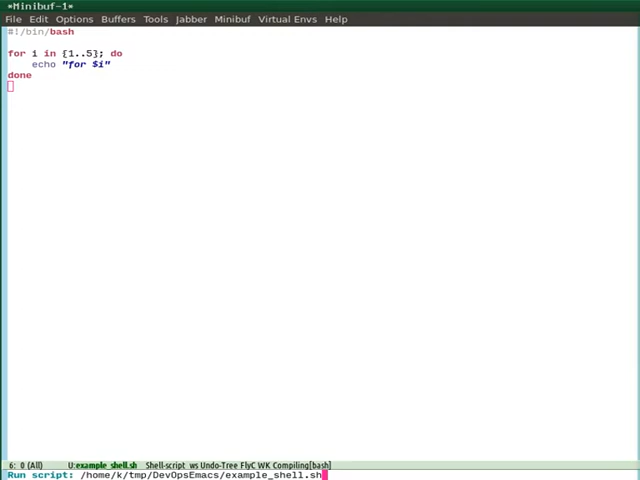 *Minibuf-1*
File Edit Options Buffers Tools Jabber Minibuf Virtual Envs Help
#!/bin/bash
for i in {1..5}; do
echo "for $i"
done
6: 0 (All) U:example_shell.sh Shell-script ws Undo-Tree FlyC WK Compiling[bash]
Run script: /home/k/tmp/DevOpsEmacs/example_shell.sh